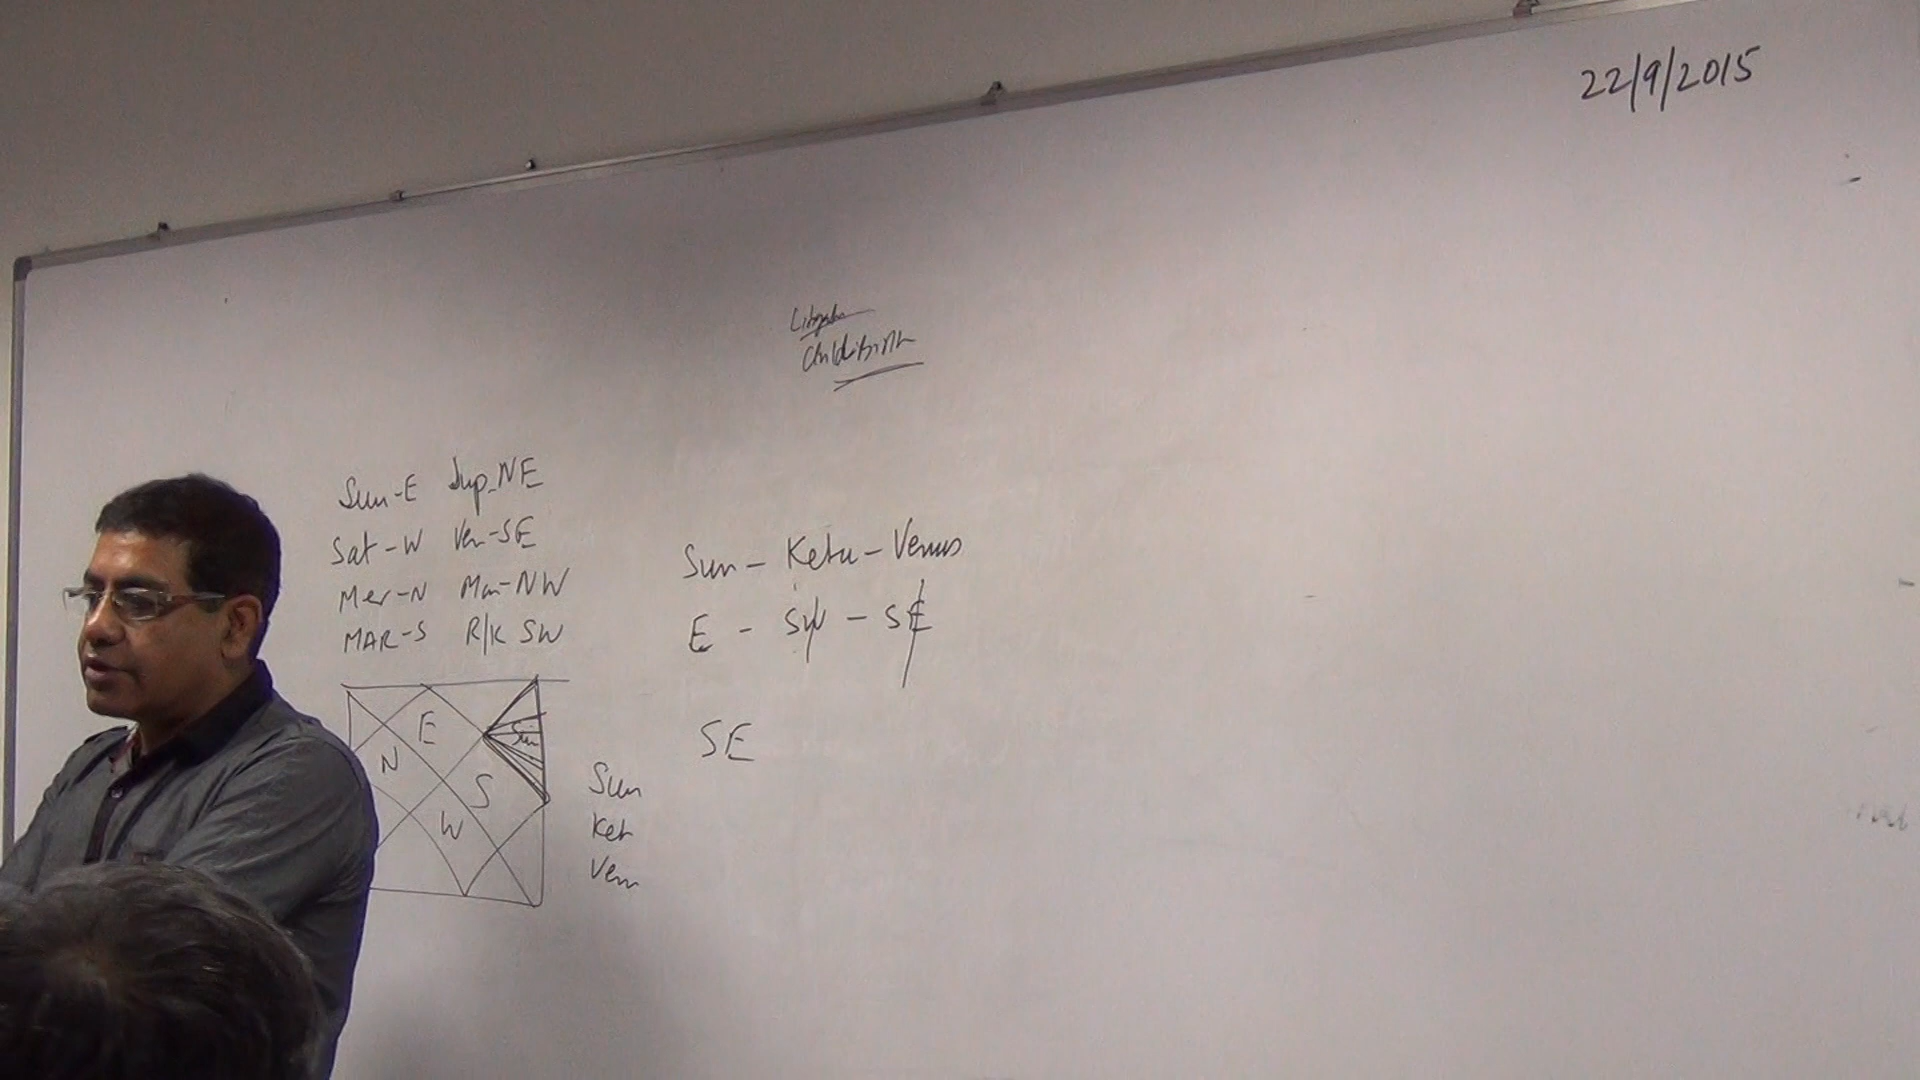 22/9/2015
Childbirth
Sun-E Jup-NE
Sat-W Ven-SE
Mer-N Mon-NW
MAR-S R/K SW
Sun - Ketu - Venus
E - SW - SE
SE
E
N
S
W
Sun
Sun
Ket
Ven